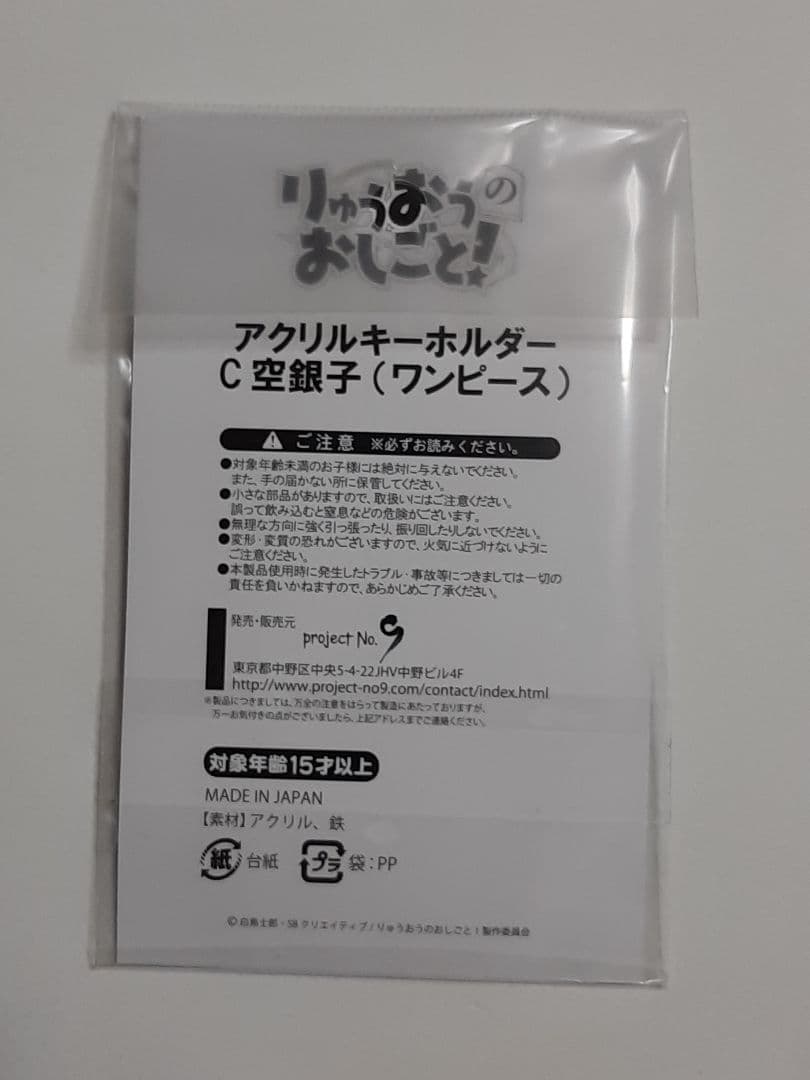 りゅうおうの
おしごと!
アクリルキーホルダー
C 空銀子(ワンピース)
ご注意 ※必ずお読みください。
●対象年齢未満のお子様には絶対に与えないでください。
また、手の届かない所に保管してください。
●小さな部品がありますので、取扱いにはご注意ください。
誤って飲み込むと窒息などの危険がございます。
●無理な方向に強く引っ張ったり、振り回したりしないでください。
●変形・変質の恐れがございますので、火気に近づけないように
ご注意ください。
●本製品使用時に発生したトラブル・事故等につきましては一切の
責任を負いかねますので、あらかじめご了承ください。
発売・販売元
project No.9
東京都中野区中央5-4-22JHV中野ビル4F
http://www.project-no9.com/contact/index.html
※製品につきましては、万全の注意をはらって製造にあたっておりますが、
万一お気付きの点がございましたら、上記アドレスまでご連絡ください。
対象年齢15才以上
MADE IN JAPAN
【素材】アクリル、鉄
紙 台紙 プラ 袋:PP
© 白鳥士郎・SBクリエイティブ/りゅうおうのおしごと!製作委員会